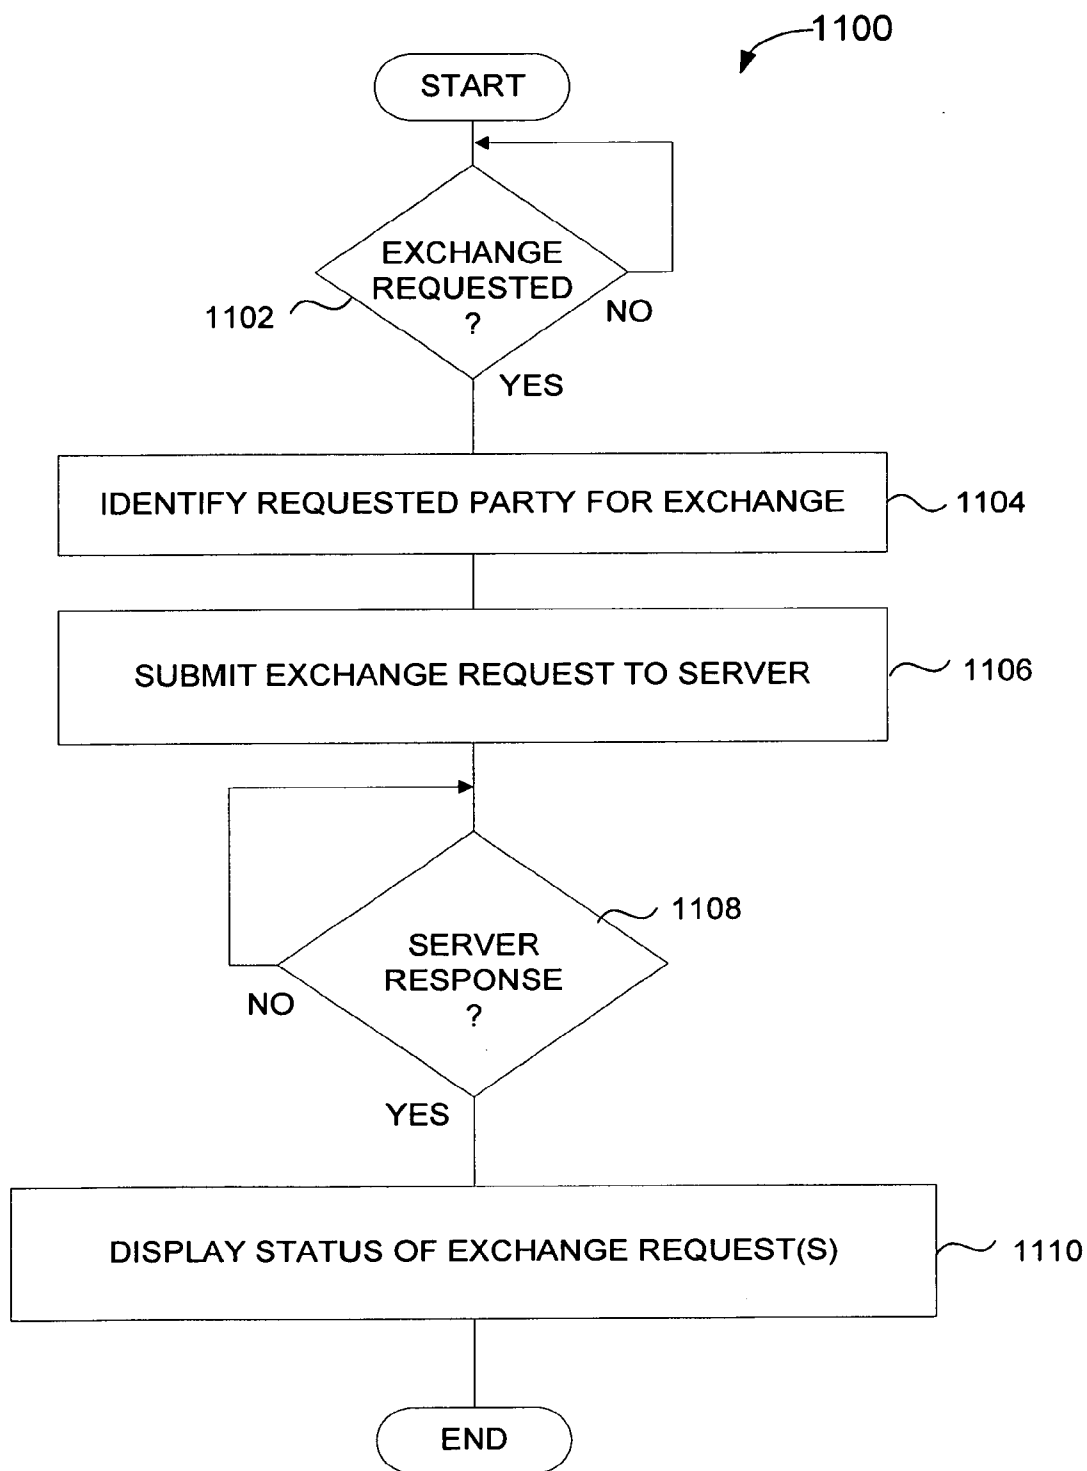 1100
START
EXCHANGE
REQUESTED
?
1102
NO
YES
IDENTIFY REQUESTED PARTY FOR EXCHANGE
1104
SUBMIT EXCHANGE REQUEST TO SERVER
1106
1108
SERVER
RESPONSE
?
NO
YES
DISPLAY STATUS OF EXCHANGE REQUEST(S)
1110
END